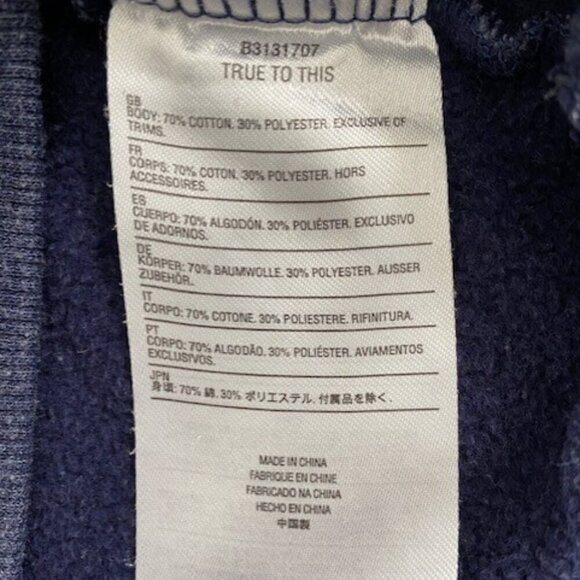 B3131707
TRUE TO THIS
GB
BODY: 70% COTTON. 30% POLYESTER. EXCLUSIVE OF
TRIMS.
FR
CORPS: 70% COTON. 30% POLYESTER. HORS
ACCESSOIRES.
ES
CUERPO: 70% ALGODÓN. 30% POLIÉSTER. EXCLUSIVO
DE ADORNOS.
DE
KÖRPER: 70% BAUMWOLLE. 30% POLYESTER. AUSSER
ZUBEHÖR.
IT
CORPO: 70% COTONE. 30% POLIESTERE. RIFINITURA.
PT
CORPO: 70% ALGODÃO. 30% POLIÉSTER. AVIAMENTOS
EXCLUSIVOS.
JPN
身頃: 70% 綿. 30% ポリエステル. 付属品を除く.
MADE IN CHINA
FABRIQUE EN CHINE
FABRICADO NA CHINA
HECHO EN CHINA
中国製